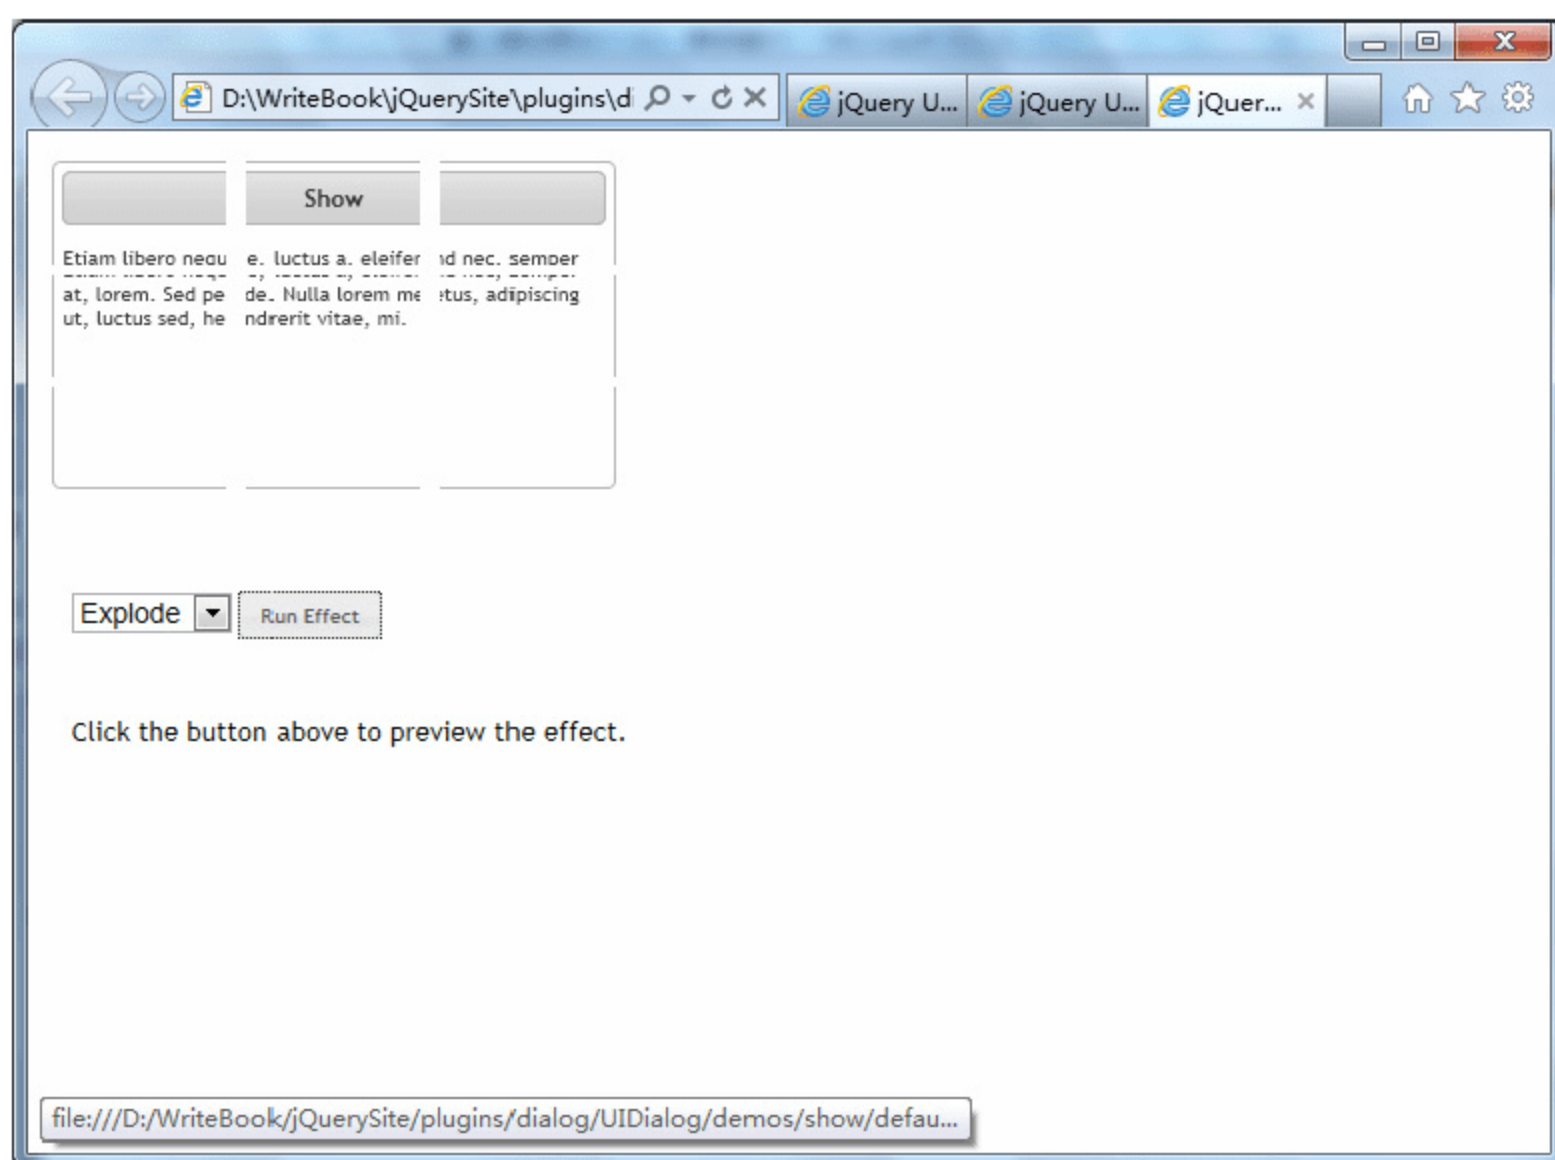 D:\WriteBook\jQuerySite\plugins\d
jQuery U...
jQuery U...
jQuer...
Show
Etiam libero nequ e, luctus a, eleifer nd nec, semper
at, lorem. Sed pe de. Nulla lorem me etus, adipiscing
ut, luctus sed, he ndrerit vitae, mi.
Explode
Run Effect
Click the button above to preview the effect.
file:///D:/WriteBook/jQuerySite/plugins/dialog/UIDialog/demos/show/defau...